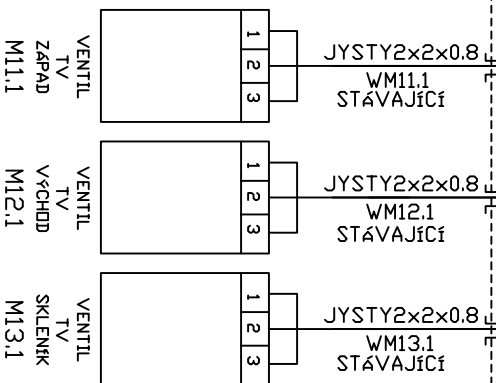 VENTIL
TV
ZÁPAD
M11.1
1
2
3
JYSTY2x2x0.8
WM11.1
STÁVAJÍCÍ
VENTIL
TV
VÝCHOD
M12.1
1
2
3
JYSTY2x2x0.8
WM12.1
STÁVAJÍCÍ
VENTIL
TV
SKLENÍK
M13.1
1
2
3
JYSTY2x2x0.8
WM13.1
STÁVAJÍCÍ